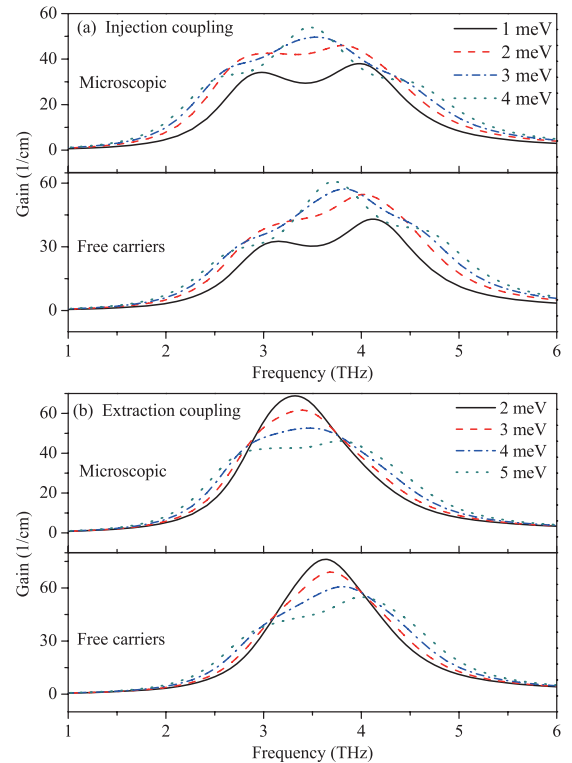 (a) Injection coupling
1 meV
2 meV
3 meV
4 meV
Microscopic
60
40
20
0
Free carriers
60
30
0
Gain (1/cm)
1 2 3 4 5 6
Frequency (THz)
(b) Extraction coupling
2 meV
3 meV
4 meV
5 meV
Microscopic
60
40
20
0
Free carriers
60
30
0
Gain (1/cm)
1 2 3 4 5 6
Frequency (THz)